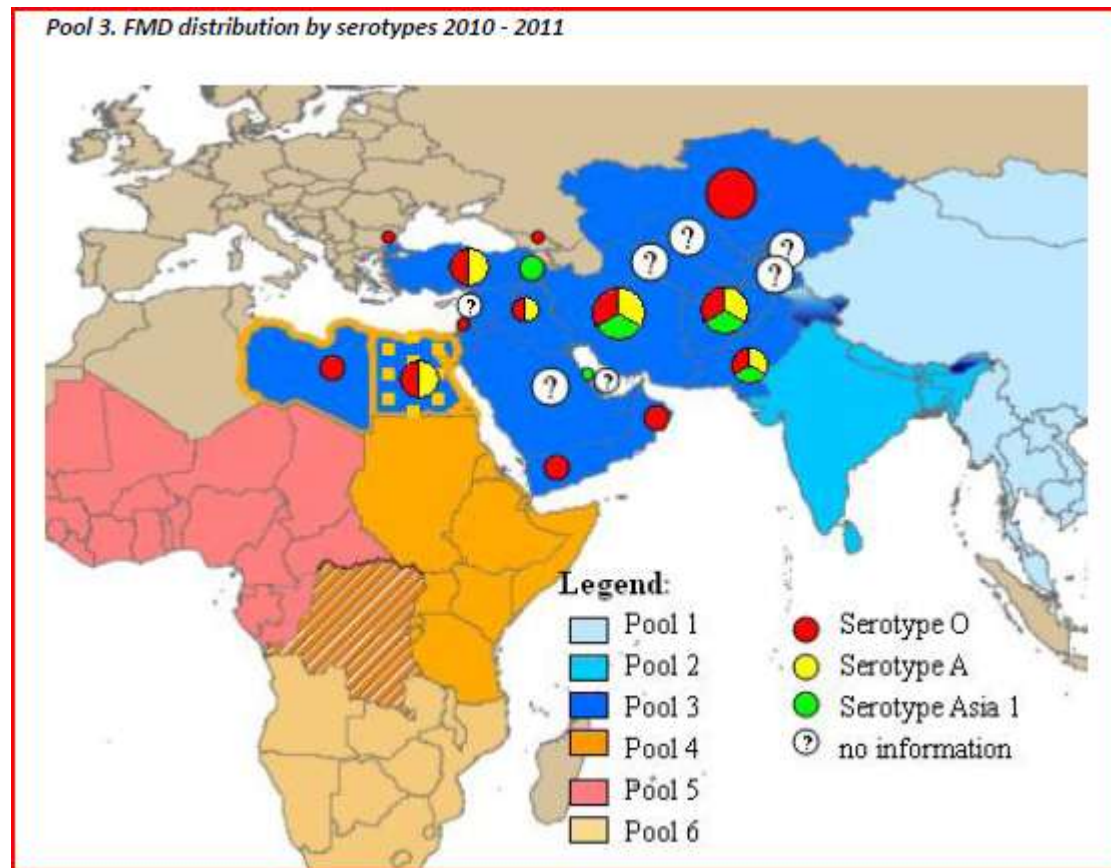 Pool 3. FMD distribution by serotypes 2010 - 2011
?
?
?
?
?
?
?
Legend:
Pool 1
Pool 2
Pool 3
Pool 4
Pool 5
Pool 6
Serotype O
Serotype A
Serotype Asia 1
? no information